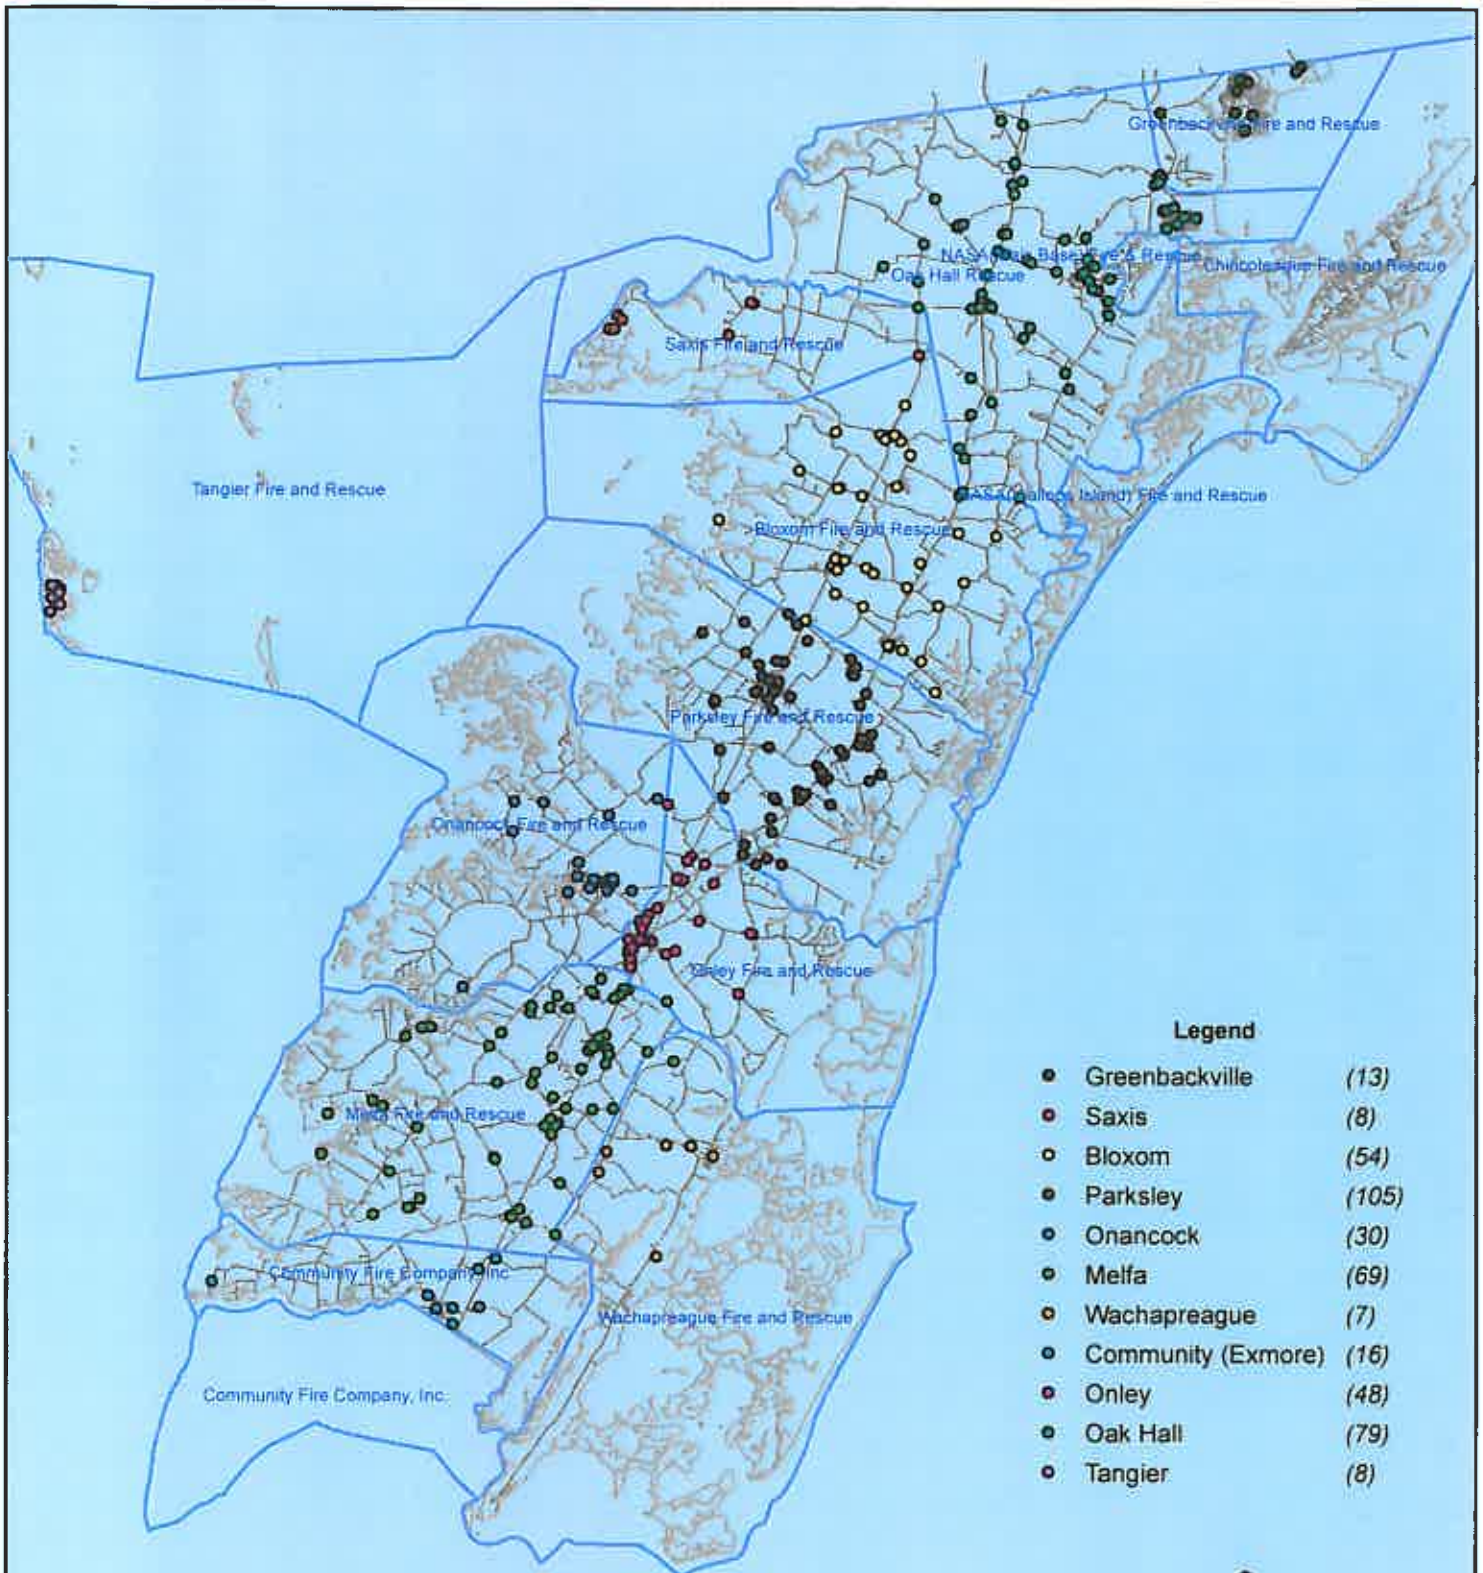 Greenbackville Fire and Rescue
NASA(Main Base) Fire & Rescue
Chincoteague Fire and Rescue
Oak Hall Rescue
Saxis Fire and Rescue
Tangier Fire and Rescue
NASA(Wallops Island) Fire and Rescue
Bloxom Fire and Rescue
Parksley Fire and Rescue
Onancock Fire and Rescue
Onley Fire and Rescue
Melfa Fire and Rescue
Community Fire Company, Inc
Wachapreague Fire and Rescue
Community Fire Company, Inc.
Legend
Greenbackville (13)
Saxis (8)
Bloxom (54)
Parksley (105)
Onancock (30)
Melfa (69)
Wachapreague (7)
Community (Exmore) (16)
Onley (48)
Oak Hall (79)
Tangier (8)